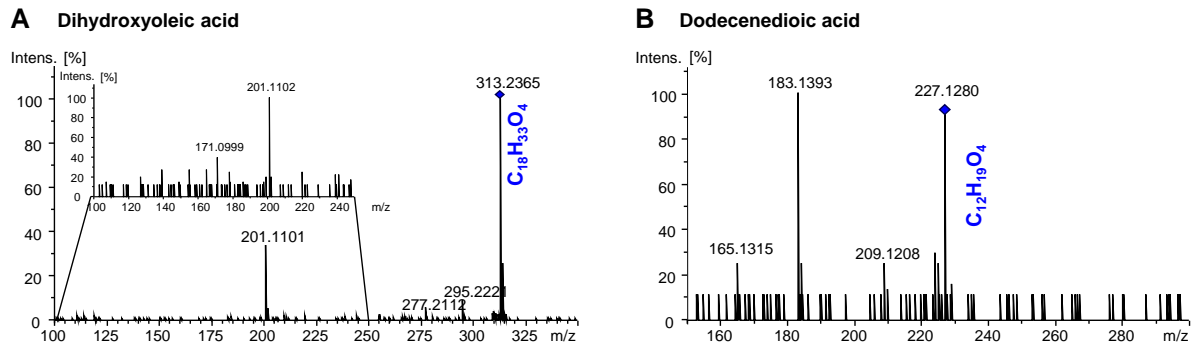 A Dihydroxyoleic acid
Intens. [%]
100
80
60
40
20
0
100 125 150 175 200 225 250 275 300 325 m/z
313.2365
C18H33O4
201.1101
277.2112
295.2221
Intens. [%]
100
80
60
40
20
0
100 120 140 160 180 200 220 240 m/z
201.1102
171.0999
B Dodecenedioic acid
Intens. [%]
100
80
60
40
20
0
160 180 200 220 240 260 280 m/z
183.1393
227.1280
C12H19O4
165.1315
209.1208